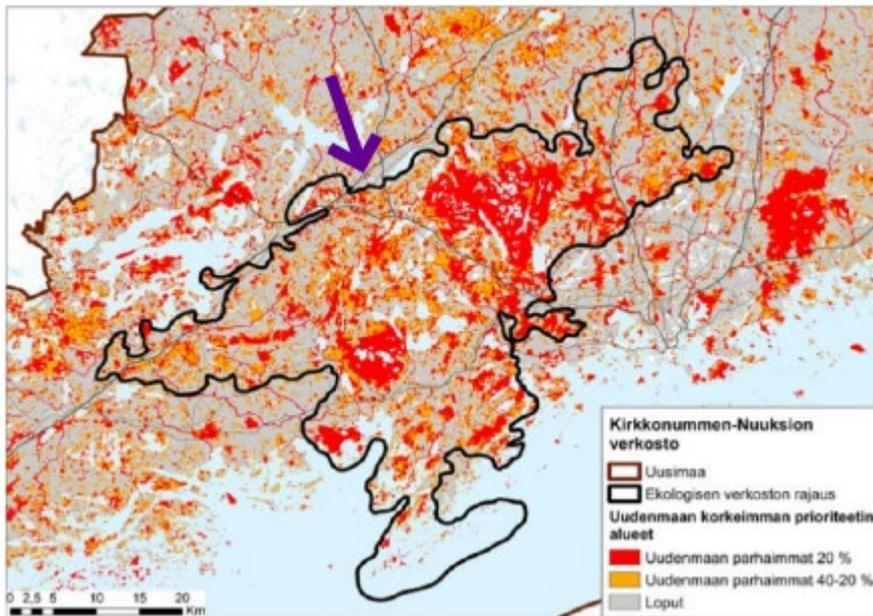 Kirkkonummen-Nuuksion
verkosto
Uusimaa
Ekologisen verkoston rajaus
Uudenmaan korkeimman prioriteetin
alueet
Uudenmaan parhaimmat 20 %
Uudenmaan parhaimmat 40-20 %
Loput
0 2,5 5 10 15 20
Km